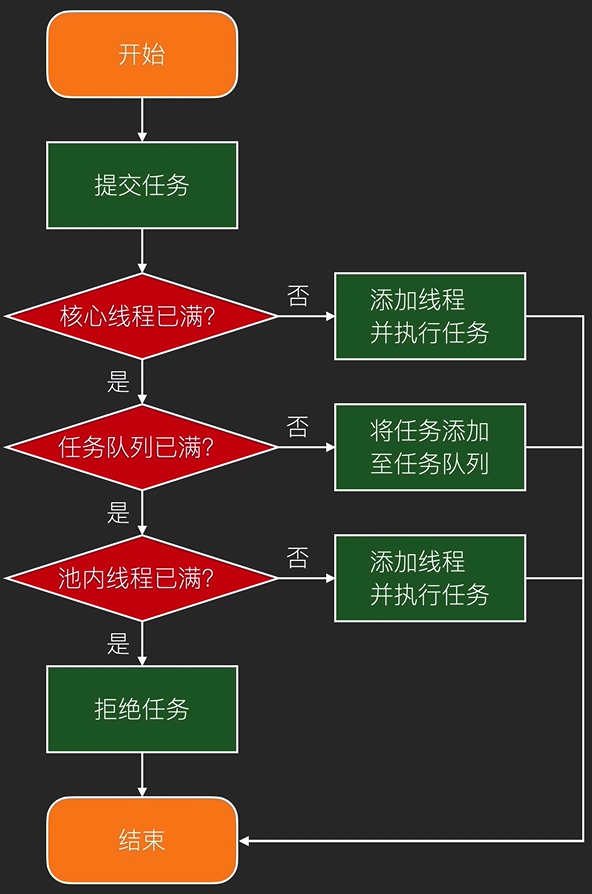 开始
提交任务
核心线程已满?
否
添加线程
并执行任务
是
任务队列已满?
否
将任务添加
至任务队列
是
池内线程已满?
否
添加线程
并执行任务
是
拒绝任务
结束